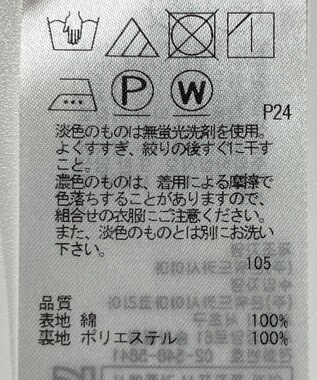 P
W
P24
淡色のものは無蛍光洗剤を使用。
よくすすぎ、絞りの後すぐに干す
こと。
濃色のものは、着用による摩擦で
色落ちすることがありますので、
組合せの衣服にご注意ください。
また、淡色のものとは別にお洗い
下さい。
105
品質
表地 綿 100%
裏地 ポリエステル 100%